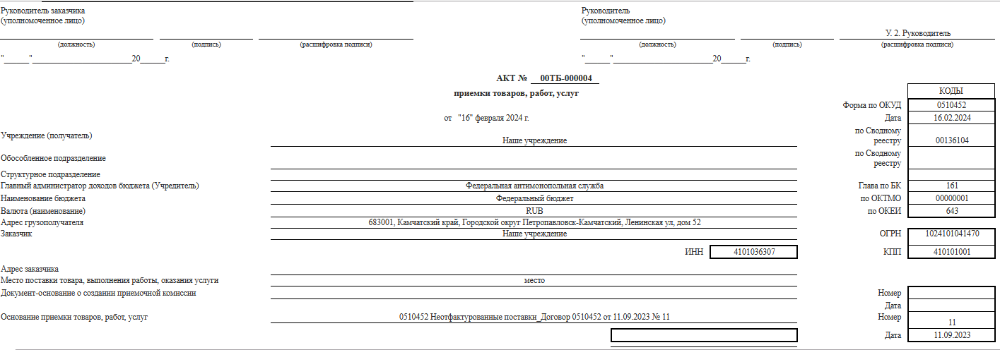 Руководитель заказчика Руководитель
(уполномоченное лицо) (уполномоченное лицо)
У. 2. Руководитель
(должность) (подпись) (расшифровка подписи) (должность) (подпись) (расшифровка подписи)
"______"________________________20______г. "______"________________________20______г.
АКТ № 00ТБ-000004
приемки товаров, работ, услуг
КОДЫ
Форма по ОКУД 0510452
от "16" февраля 2024 г. Дата 16.02.2024
Учреждение (получатель) Наше учреждение по Сводному реестру 00136104
Обособленное подразделение по Сводному реестру
Структурное подразделение
Главный администратор доходов бюджета (Учредитель) Федеральная антимонопольная служба Глава по БК 161
Наименование бюджета Федеральный бюджет по ОКТМО 00000001
Валюта (наименование) RUB по ОКЕИ 643
Адрес грузополучателя 683001, Камчатский край, Городской округ Петропавловск-Камчатский, Ленинская ул, дом 52
Заказчик Наше учреждение ОГРН 1024101041470
ИНН 4101036307 КПП 410101001
Адрес заказчика
Место поставки товара, выполнения работы, оказания услуги место
Документ-основание о создании приемочной комиссии Номер
Дата
Основание приемки товаров, работ, услуг 0510452 Неотфактурованные поставки_Договор 0510452 от 11.09.2023 № 11 Номер 11
Дата 11.09.2023